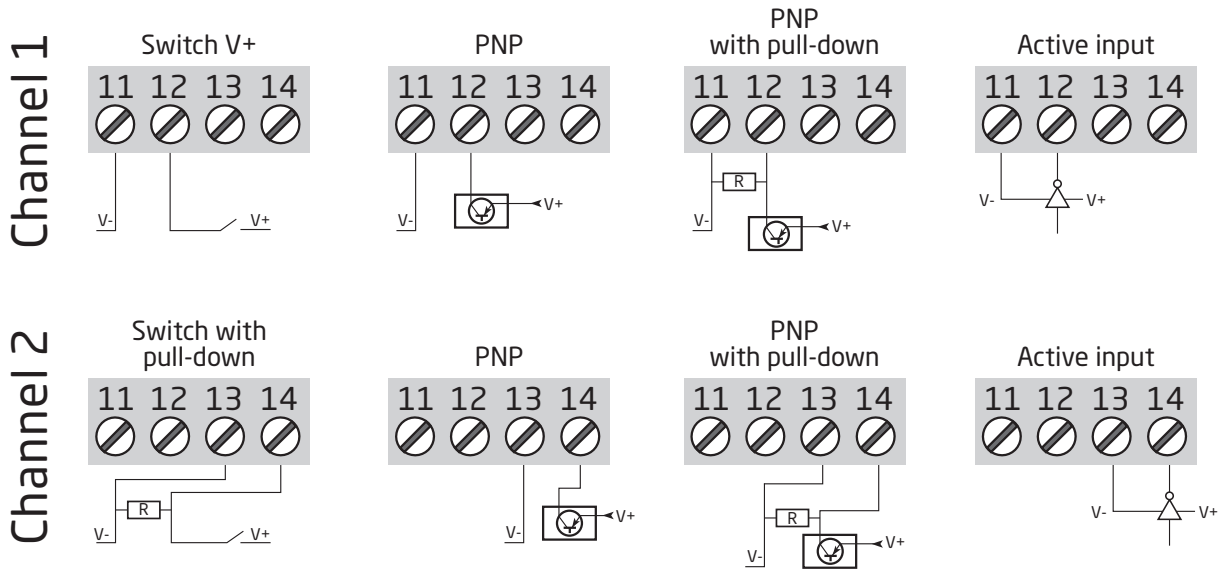 Channel 1
Switch V+
11 12 13 14
V-
V+
PNP
11 12 13 14
V-
V+
PNP
with pull-down
11 12 13 14
R
V-
V+
Active input
11 12 13 14
V-
V+
Channel 2
Switch with
pull-down
11 12 13 14
R
V-
V+
PNP
11 12 13 14
V-
V+
PNP
with pull-down
11 12 13 14
R
V-
V+
Active input
11 12 13 14
V-
V+